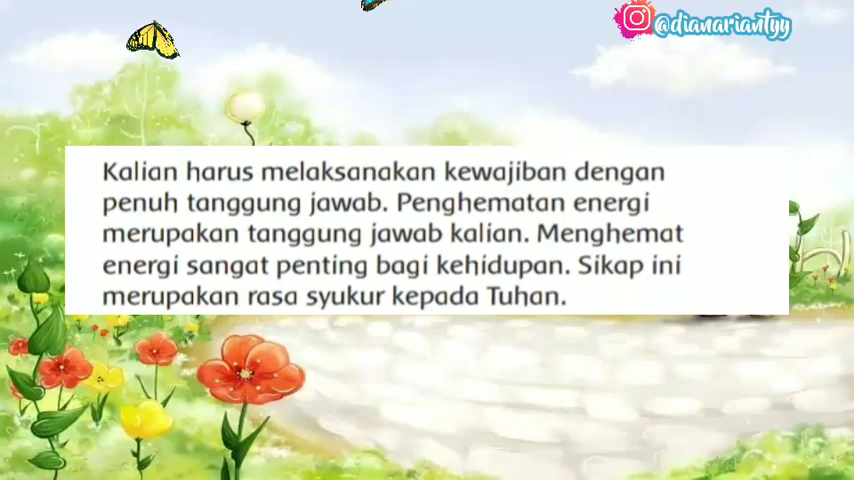 @dianariantyy
Kalian harus melaksanakan kewajiban dengan
penuh tanggung jawab. Penghematan energi
merupakan tanggung jawab kalian. Menghemat
energi sangat penting bagi kehidupan. Sikap ini
merupakan rasa syukur kepada Tuhan.